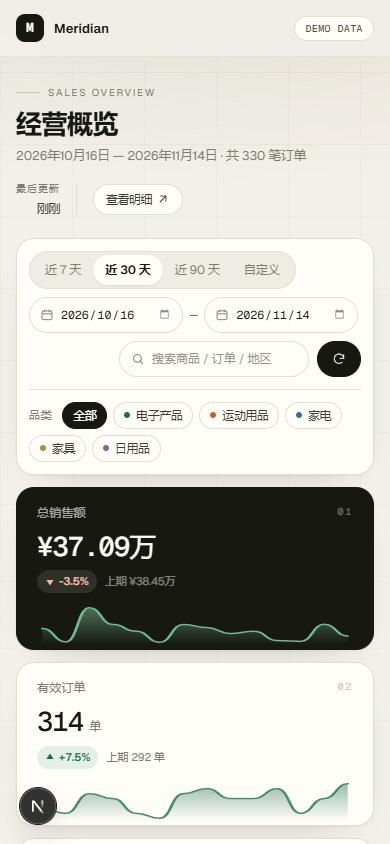 M Meridian DEMO DATA
SALES OVERVIEW
经营概览
2026年10月16日 — 2026年11月14日 · 共 330 笔订单
最后更新
刚刚
查看明细
近 7 天 近 30 天 近 90 天 自定义
2026/10/16 — 2026/11/14
搜索商品 / 订单 / 地区
品类 全部 电子产品 运动用品 家电
家具 日用品
总销售额 01
¥37.09万
-3.5% 上期 ¥38.45万
有效订单 02
314 单
+7.5% 上期 292 单
N